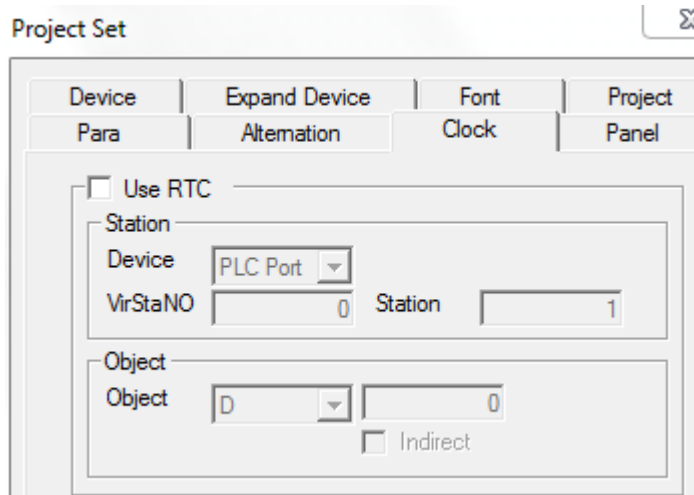 Project Set
Device Expand Device Font Project
Para Alternation Clock Panel
Use RTC
Station
Device PLC Port
VirStaNO 0 Station 1
Object
Object D 0
Indirect